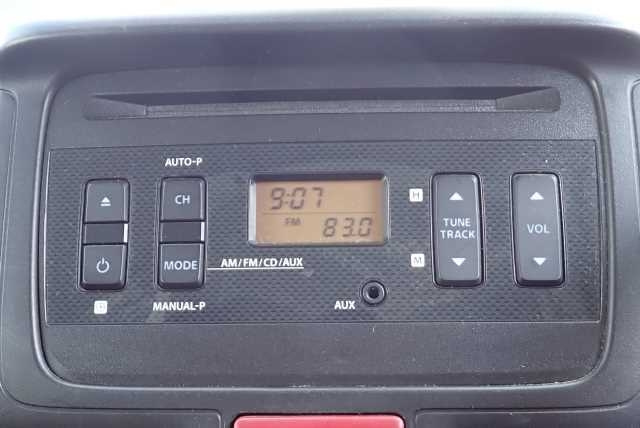 AUTO-P
CH
MODE
MANUAL-P
9:07
FM 83.0
AM/FM/CD/AUX
AUX
H
TUNE
TRACK
M
VOL